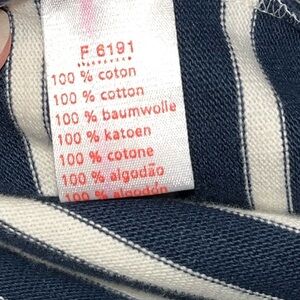 F 6191
100 % coton
100 % cotton
100 % baumwolle
100 % katoen
100 % cotone
100 % algodão
100 % algodón